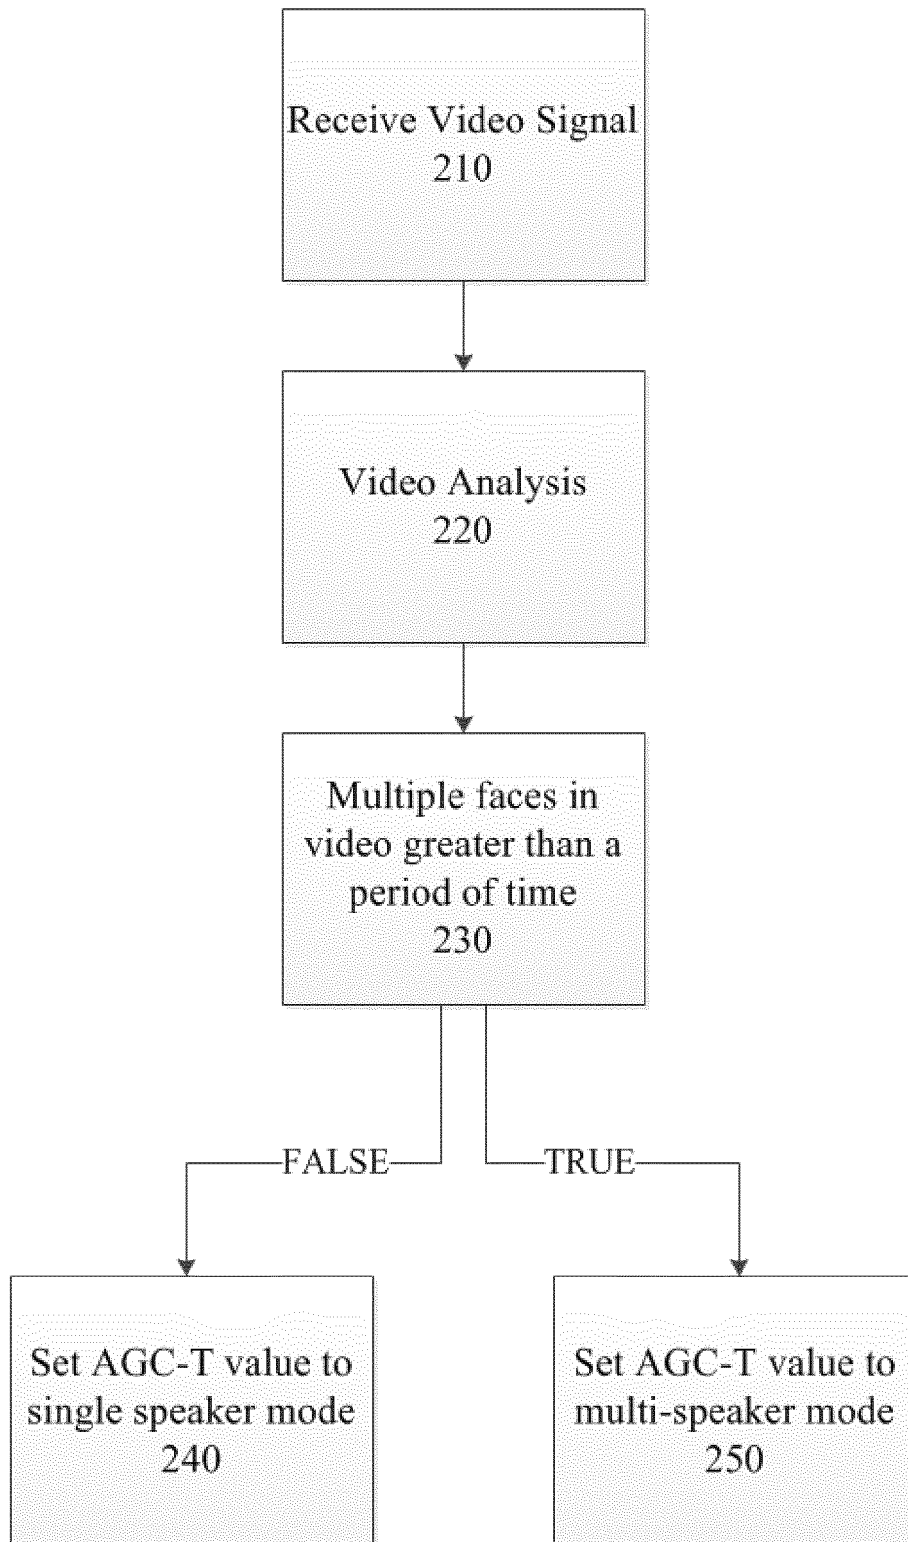 Receive Video Signal
210
Video Analysis
220
Multiple faces in
video greater than a
period of time
230
FALSE
TRUE
Set AGC-T value to
single speaker mode
240
Set AGC-T value to
multi-speaker mode
250